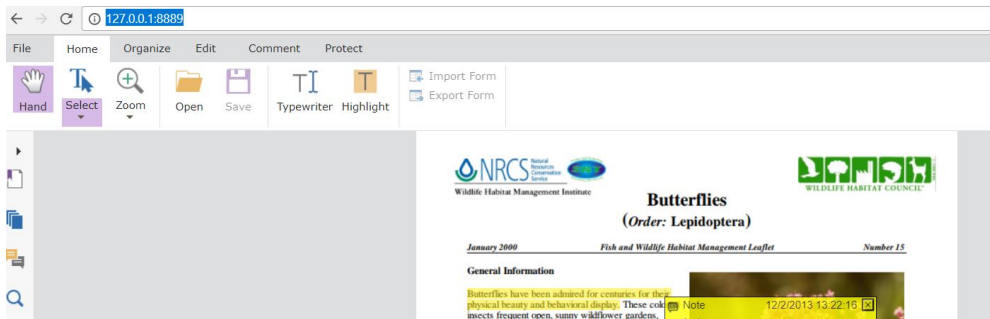 127.0.0.1:8889
File Home Organize Edit Comment Protect
Hand Select Zoom Open Save Typewriter Highlight
Import Form
Export Form
NRCS Natural
Resources
Conservation
Service
Wildlife Habitat Management Institute
WILDLIFE HABITAT COUNCIL
Butterflies
(Order: Lepidoptera)
January 2000 Fish and Wildlife Habitat Management Leaflet Number 15
General Information
Butterflies have been admired for centuries for their
physical beauty and behavioral display. These
insects frequent open, sunny wildflower gardens,
Note 12/2/2013 13:22:16